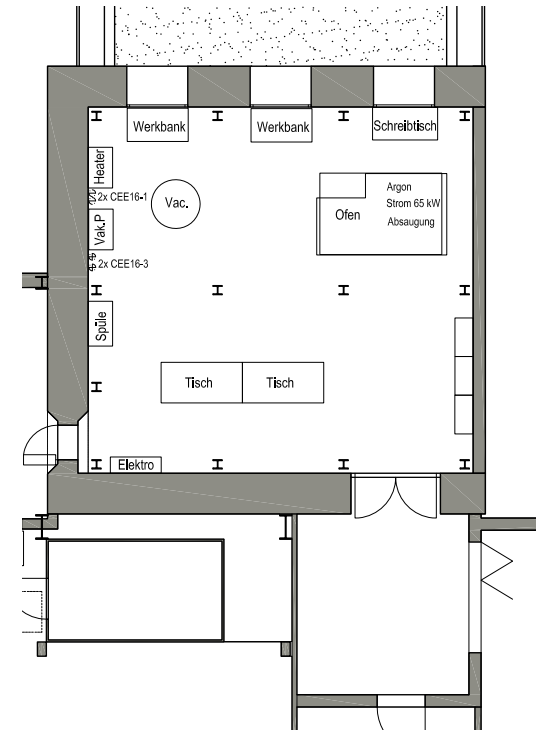 Werkbank
Werkbank
Schreibtisch
Heater
2x CEE16-1
Vac.
Vak.P
2x CEE16-3
Ofen
Argon
Strom 65 kW
Absaugung
Spüle
Tisch
Tisch
Elektro